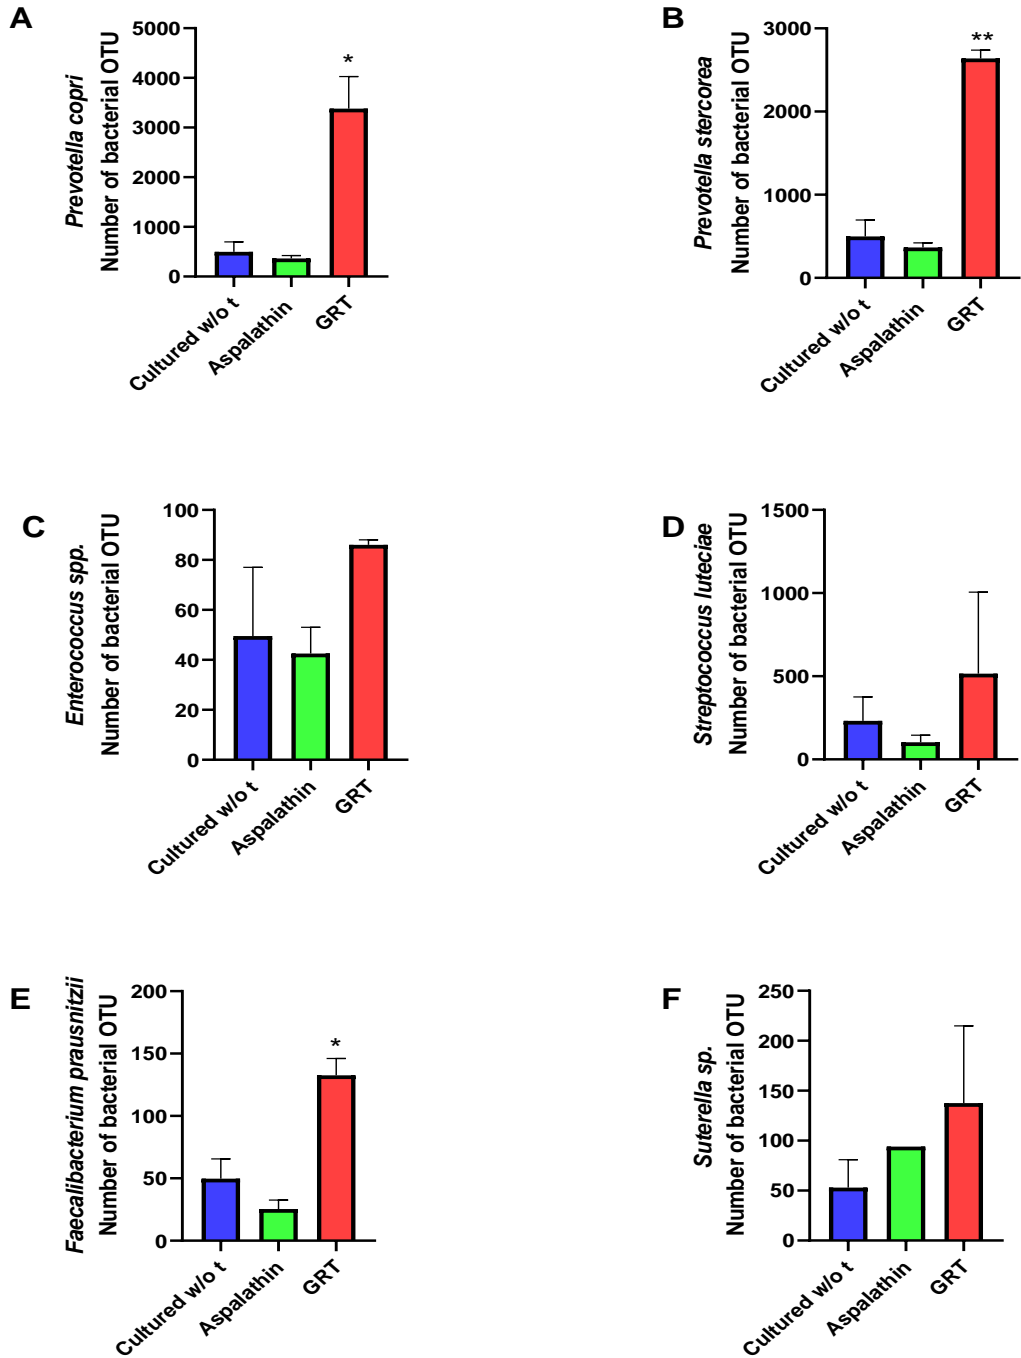 A
Prevotella copri
Number of bacterial OTU
5000
4000
3000
2000
1000
0
*
Cultured w/o t
Aspalathin
GRT
B
Prevotella stercorea
Number of bacterial OTU
3000
2000
1000
0
**
Cultured w/o t
Aspalathin
GRT
C
Enterococcus spp.
Number of bacterial OTU
100
80
60
40
20
0
Cultured w/o t
Aspalathin
GRT
D
Streptococcus luteciae
Number of bacterial OTU
1500
1000
500
0
Cultured w/o t
Aspalathin
GRT
E
Faecalibacterium prausnitzii
Number of bacterial OTU
200
150
100
50
0
*
Cultured w/o t
Aspalathin
GRT
F
Suterella sp.
Number of bacterial OTU
250
200
150
100
50
0
Cultured w/o t
Aspalathin
GRT